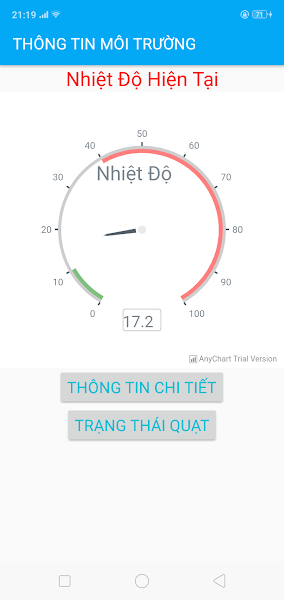 21:19
71
THÔNG TIN MÔI TRƯỜNG
Nhiệt Độ Hiện Tại
50
40
60
Nhiệt Độ
30
70
20
80
10
90
0
100
17.2
AnyChart Trial Version
THÔNG TIN CHI TIẾT
TRẠNG THÁI QUẠT